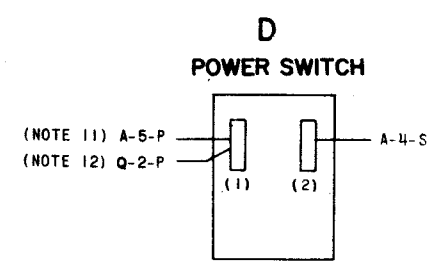 D
POWER SWITCH
(NOTE 11) A-5-P
A-4-S
(NOTE 12) Q-2-P
(1) (2)